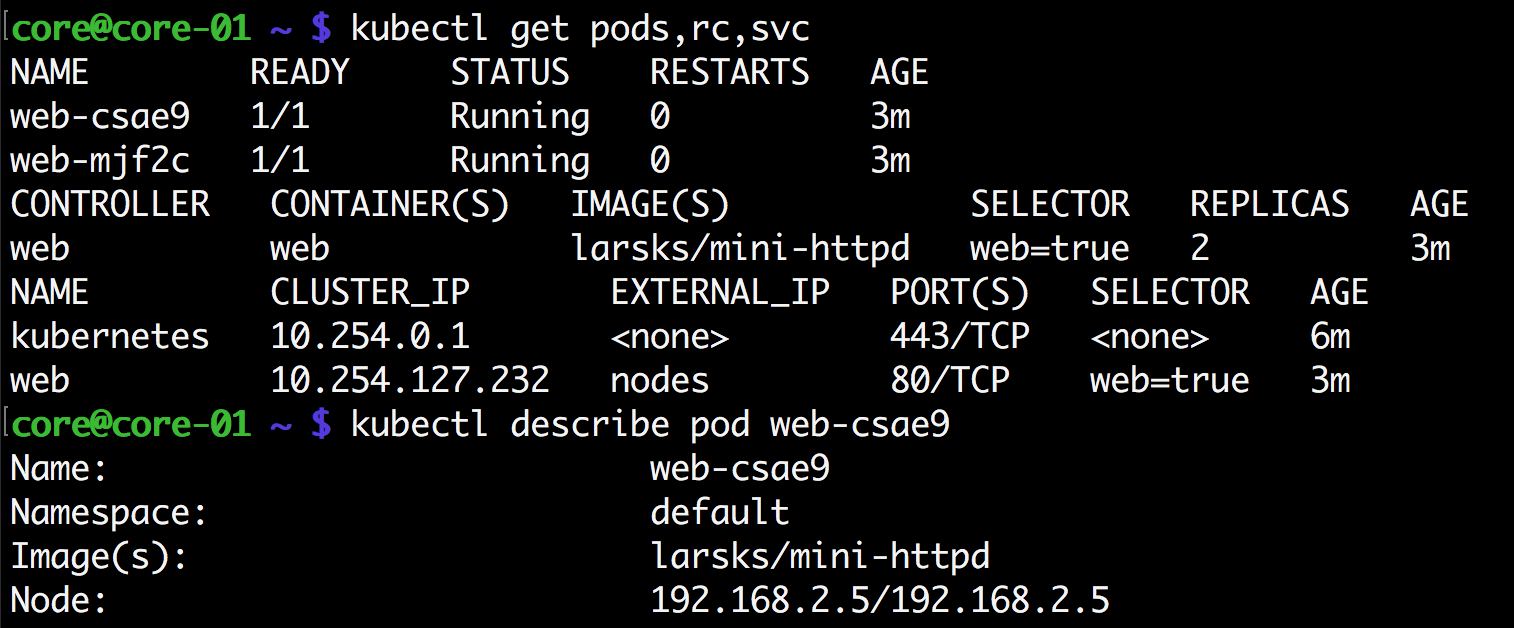 core@core-01 ~ $ kubectl get pods,rc,svc
NAME        READY     STATUS    RESTARTS   AGE
web-csae9   1/1       Running   0          3m
web-mjf2c   1/1       Running   0          3m
CONTROLLER   CONTAINER(S)   IMAGE(S)            SELECTOR   REPLICAS   AGE
web          web            larsks/mini-httpd   web=true   2          3m
NAME         CLUSTER_IP       EXTERNAL_IP   PORT(S)   SELECTOR   AGE
kubernetes   10.254.0.1       <none>        443/TCP   <none>     6m
web          10.254.127.232   nodes         80/TCP    web=true   3m
core@core-01 ~ $ kubectl describe pod web-csae9
Name:                           web-csae9
Namespace:                      default
Image(s):                       larsks/mini-httpd
Node:                           192.168.2.5/192.168.2.5